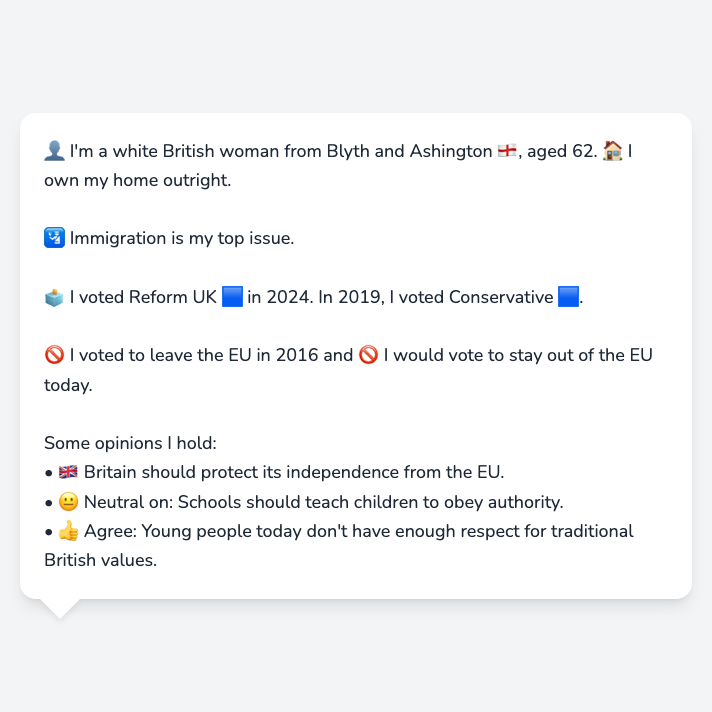 👤 I'm a white British woman from Blyth and Ashington 🏴󠁧󠁢󠁥󠁮󠁧󠁿, aged 62. 🏠 I
own my home outright.
🛂 Immigration is my top issue.
🗳️ I voted Reform UK 🟦 in 2024. In 2019, I voted Conservative 🟦.
🚫 I voted to leave the EU in 2016 and 🚫 I would vote to stay out of the EU
today.
Some opinions I hold:
• 🇬🇧 Britain should protect its independence from the EU.
• 😐 Neutral on: Schools should teach children to obey authority.
• 👍 Agree: Young people today don't have enough respect for traditional
British values.